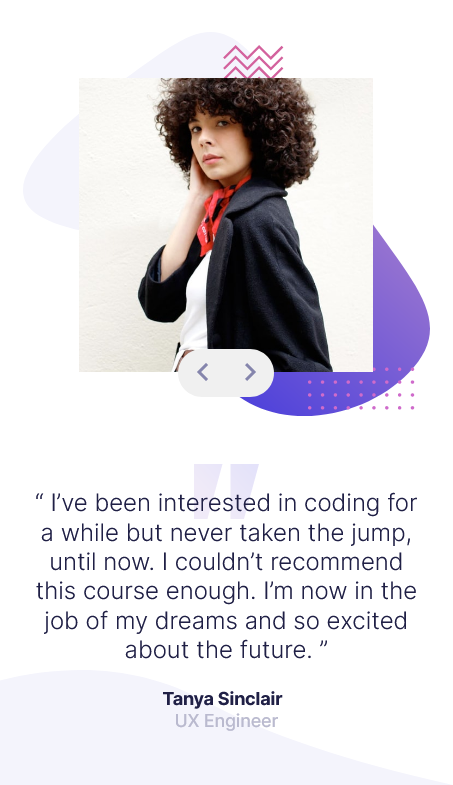 “ I’ve been interested in coding for
a while but never taken the jump,
until now. I couldn’t recommend
this course enough. I’m now in the
job of my dreams and so excited
about the future. ”
Tanya Sinclair
UX Engineer